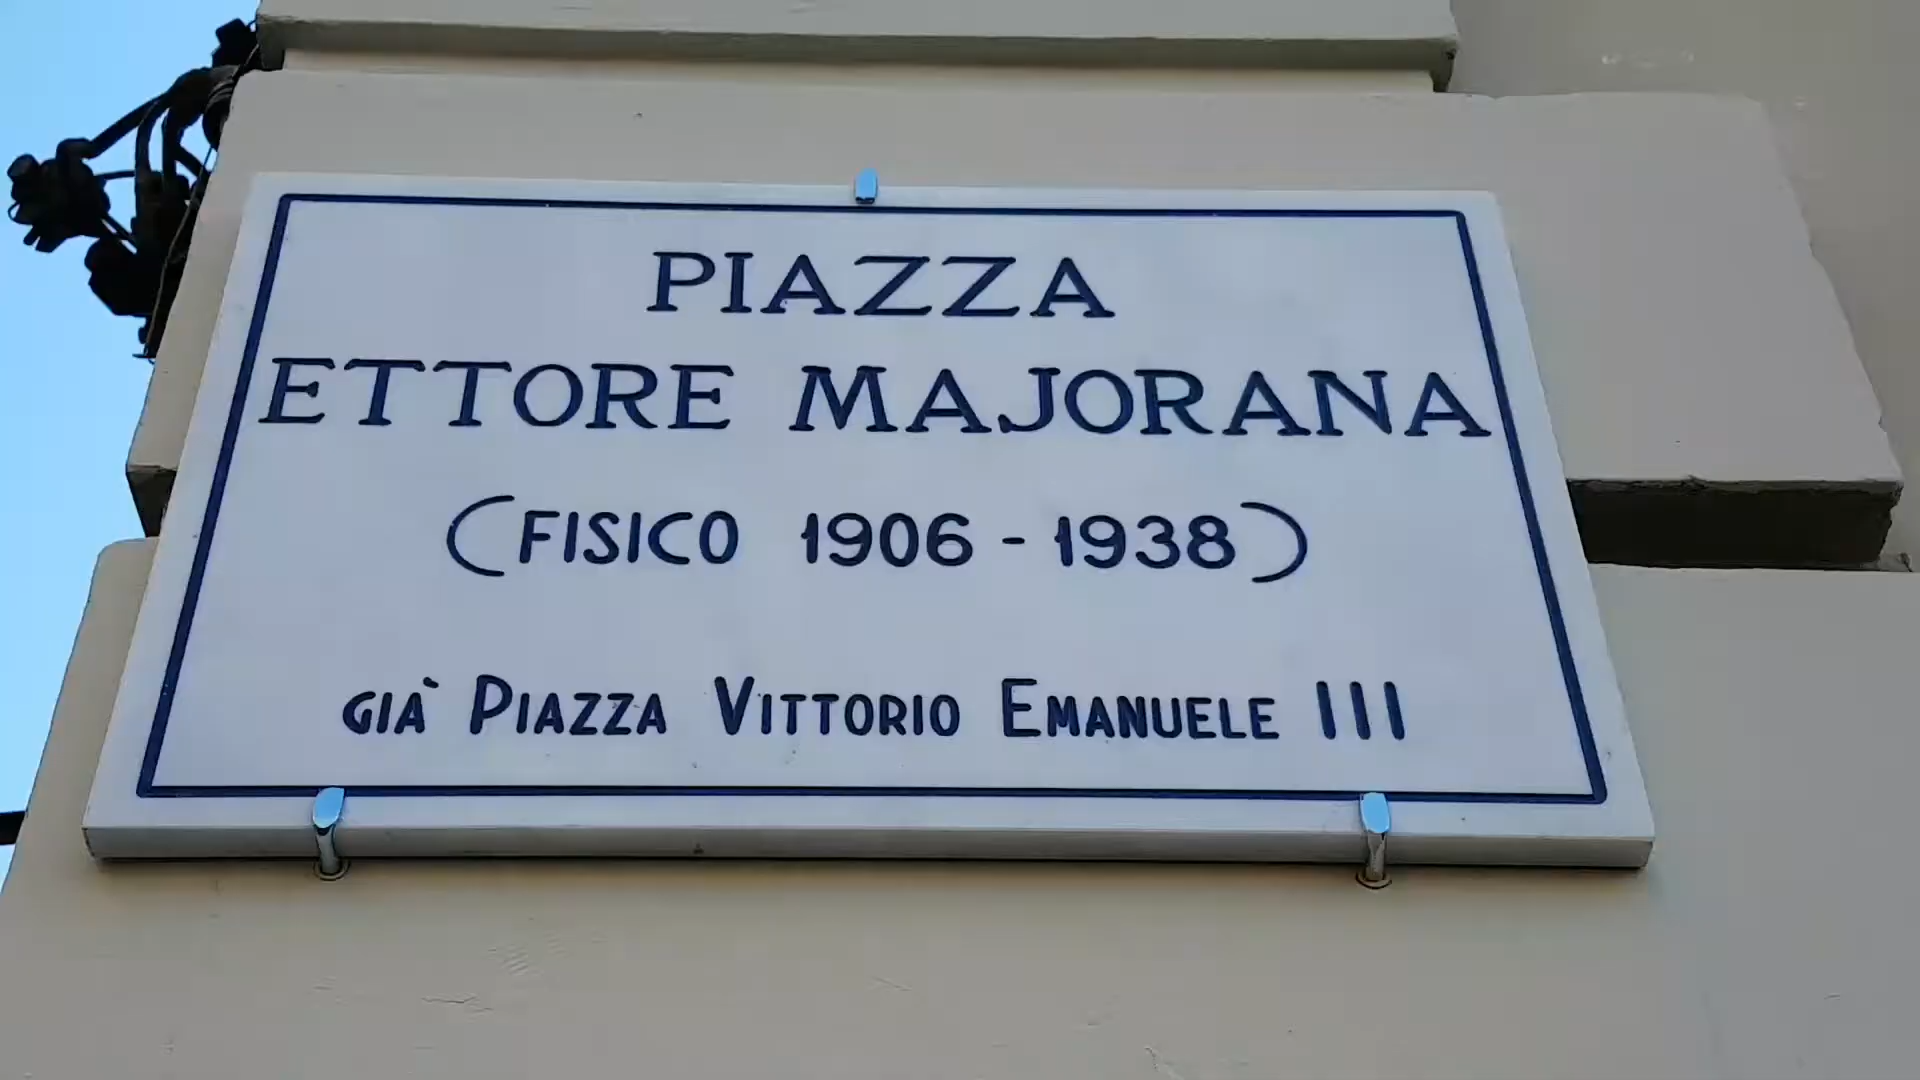 PIAZZA
ETTORE MAJORANA
(FISICO 1906 - 1938)
GIÀ PIAZZA VITTORIO EMANUELE III